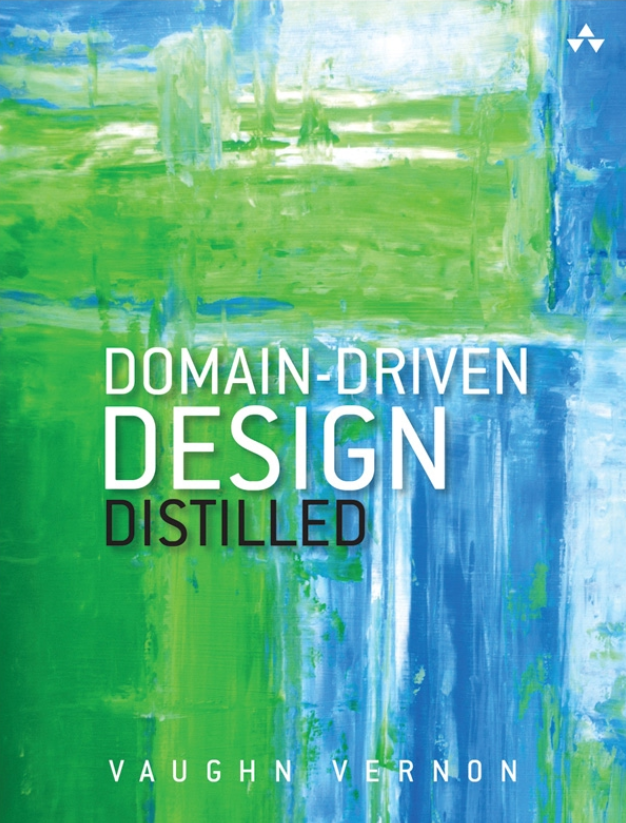 DOMAIN-DRIVEN
DESIGN
DISTILLED
VAUGHN VERNON